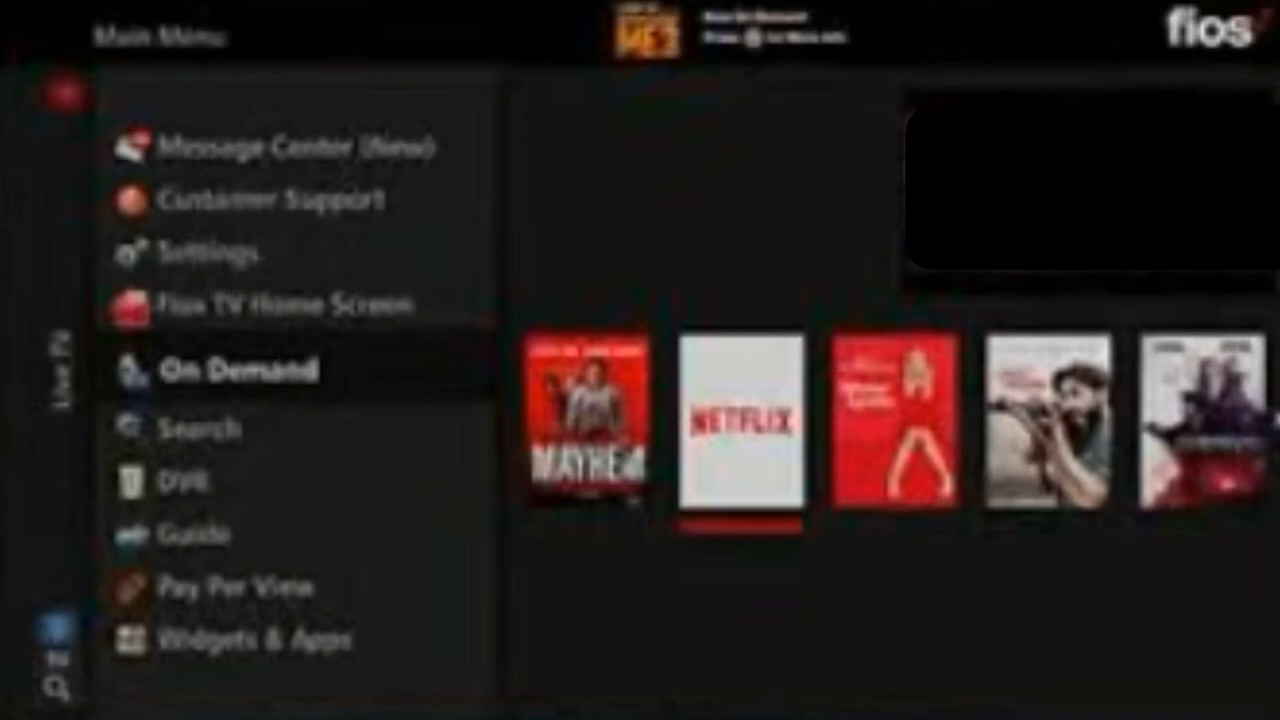 Main Menu
ME3
fios
Message Center (New)
Customer Support
Settings
Fios TV Home Screen
On Demand
Search
DVR
Guide
Pay Per View
Widgets & Apps
Live TV
MAYHEM
NETFLIX